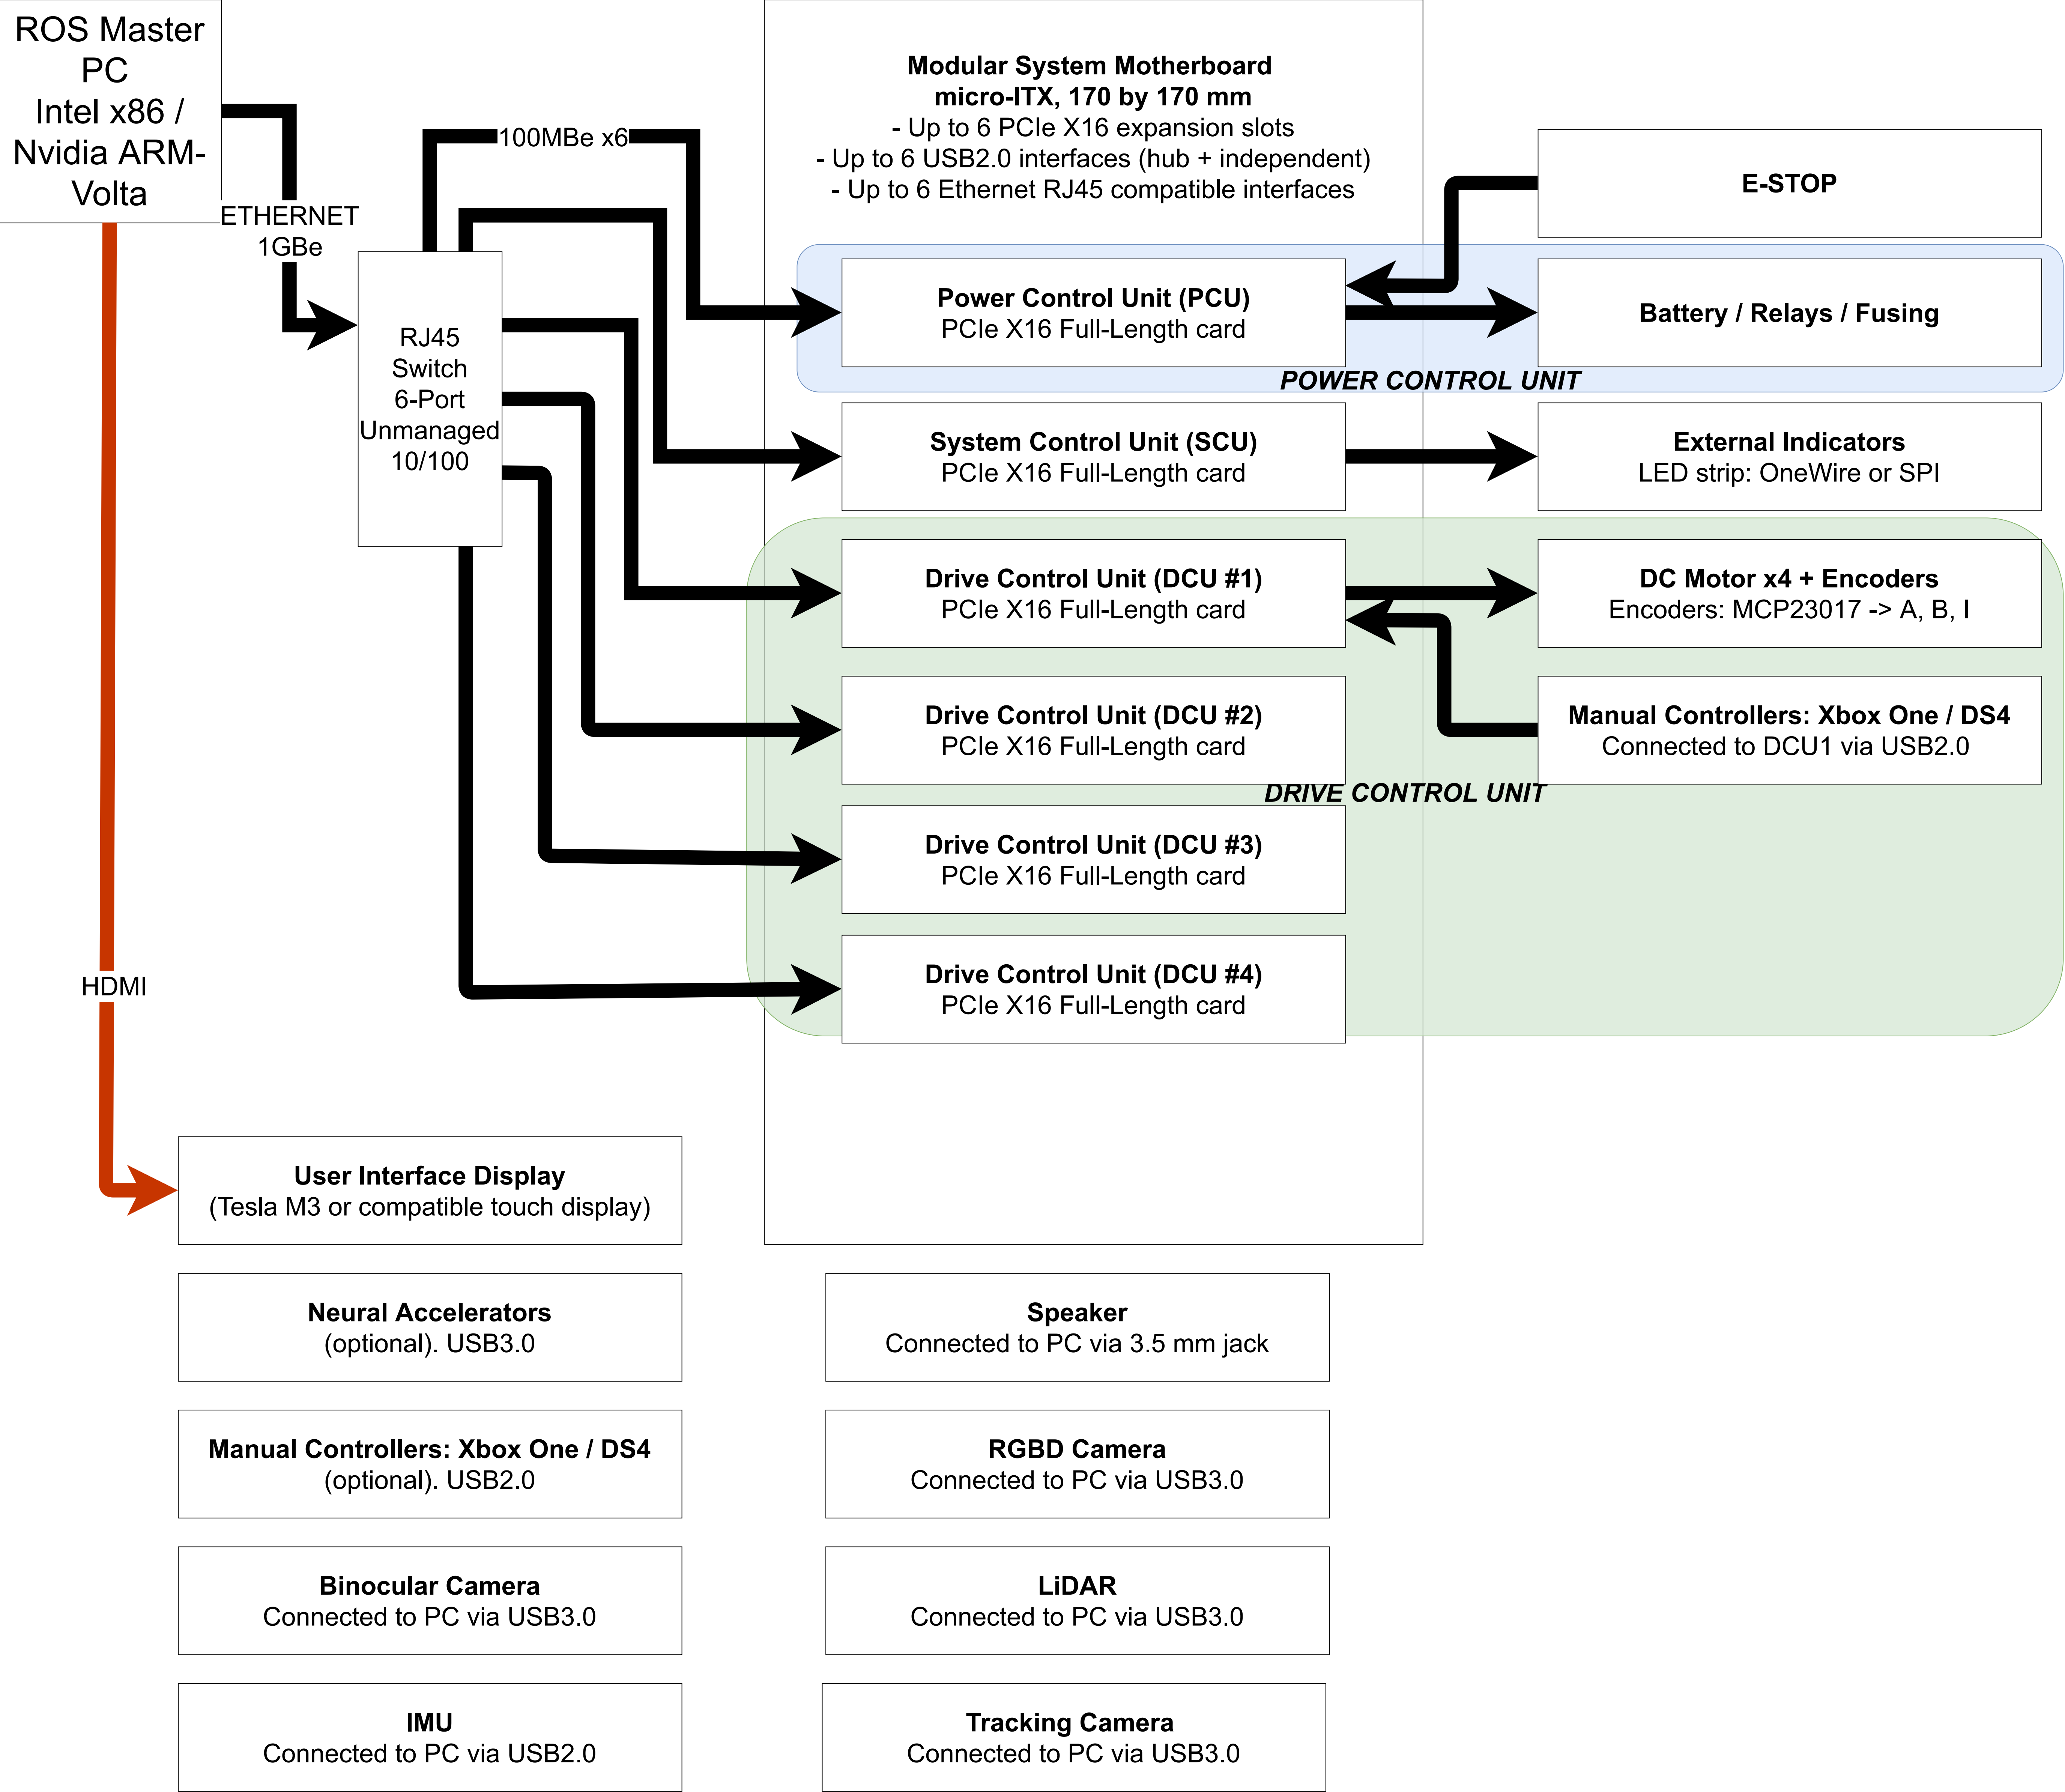 ROS Master
PC
Intel x86 /
Nvidia ARM-
Volta
ETHERNET
1GBe
100MBe x6
RJ45
Switch
6-Port
Unmanaged
10/100
HDMI
Modular System Motherboard
micro-ITX, 170 by 170 mm
- Up to 6 PCIe X16 expansion slots
- Up to 6 USB2.0 interfaces (hub + independent)
- Up to 6 Ethernet RJ45 compatible interfaces
E-STOP
Power Control Unit (PCU)
PCIe X16 Full-Length card
Battery / Relays / Fusing
POWER CONTROL UNIT
System Control Unit (SCU)
PCIe X16 Full-Length card
External Indicators
LED strip: OneWire or SPI
Drive Control Unit (DCU #1)
PCIe X16 Full-Length card
DC Motor x4 + Encoders
Encoders: MCP23017 -> A, B, I
Drive Control Unit (DCU #2)
PCIe X16 Full-Length card
Manual Controllers: Xbox One / DS4
Connected to DCU1 via USB2.0
DRIVE CONTROL UNIT
Drive Control Unit (DCU #3)
PCIe X16 Full-Length card
Drive Control Unit (DCU #4)
PCIe X16 Full-Length card
User Interface Display
(Tesla M3 or compatible touch display)
Neural Accelerators
(optional). USB3.0
Speaker
Connected to PC via 3.5 mm jack
Manual Controllers: Xbox One / DS4
(optional). USB2.0
RGBD Camera
Connected to PC via USB3.0
Binocular Camera
Connected to PC via USB3.0
LiDAR
Connected to PC via USB3.0
IMU
Connected to PC via USB2.0
Tracking Camera
Connected to PC via USB3.0